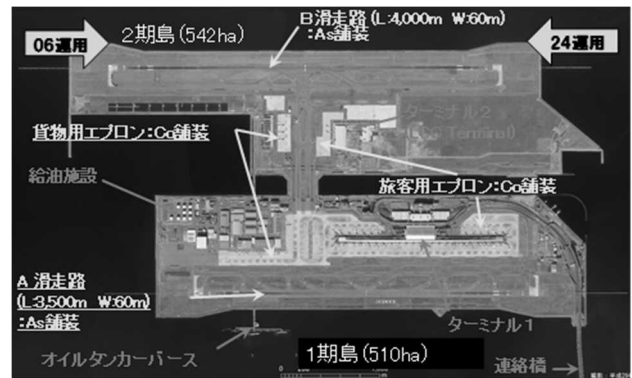 B滑走路(L:4,000m W:60m)
:As舗装
2期島(542ha)
06運用
24運用
ターミナル2
Terminal)
貨物用エプロン:Co舗装
給油施設
旅客用エプロン:Co舗装
A 滑走路
(L:3,500m W:60m)
:As舗装
ターミナル1
オイルタンカーバース
1期島(510ha)
連絡橋